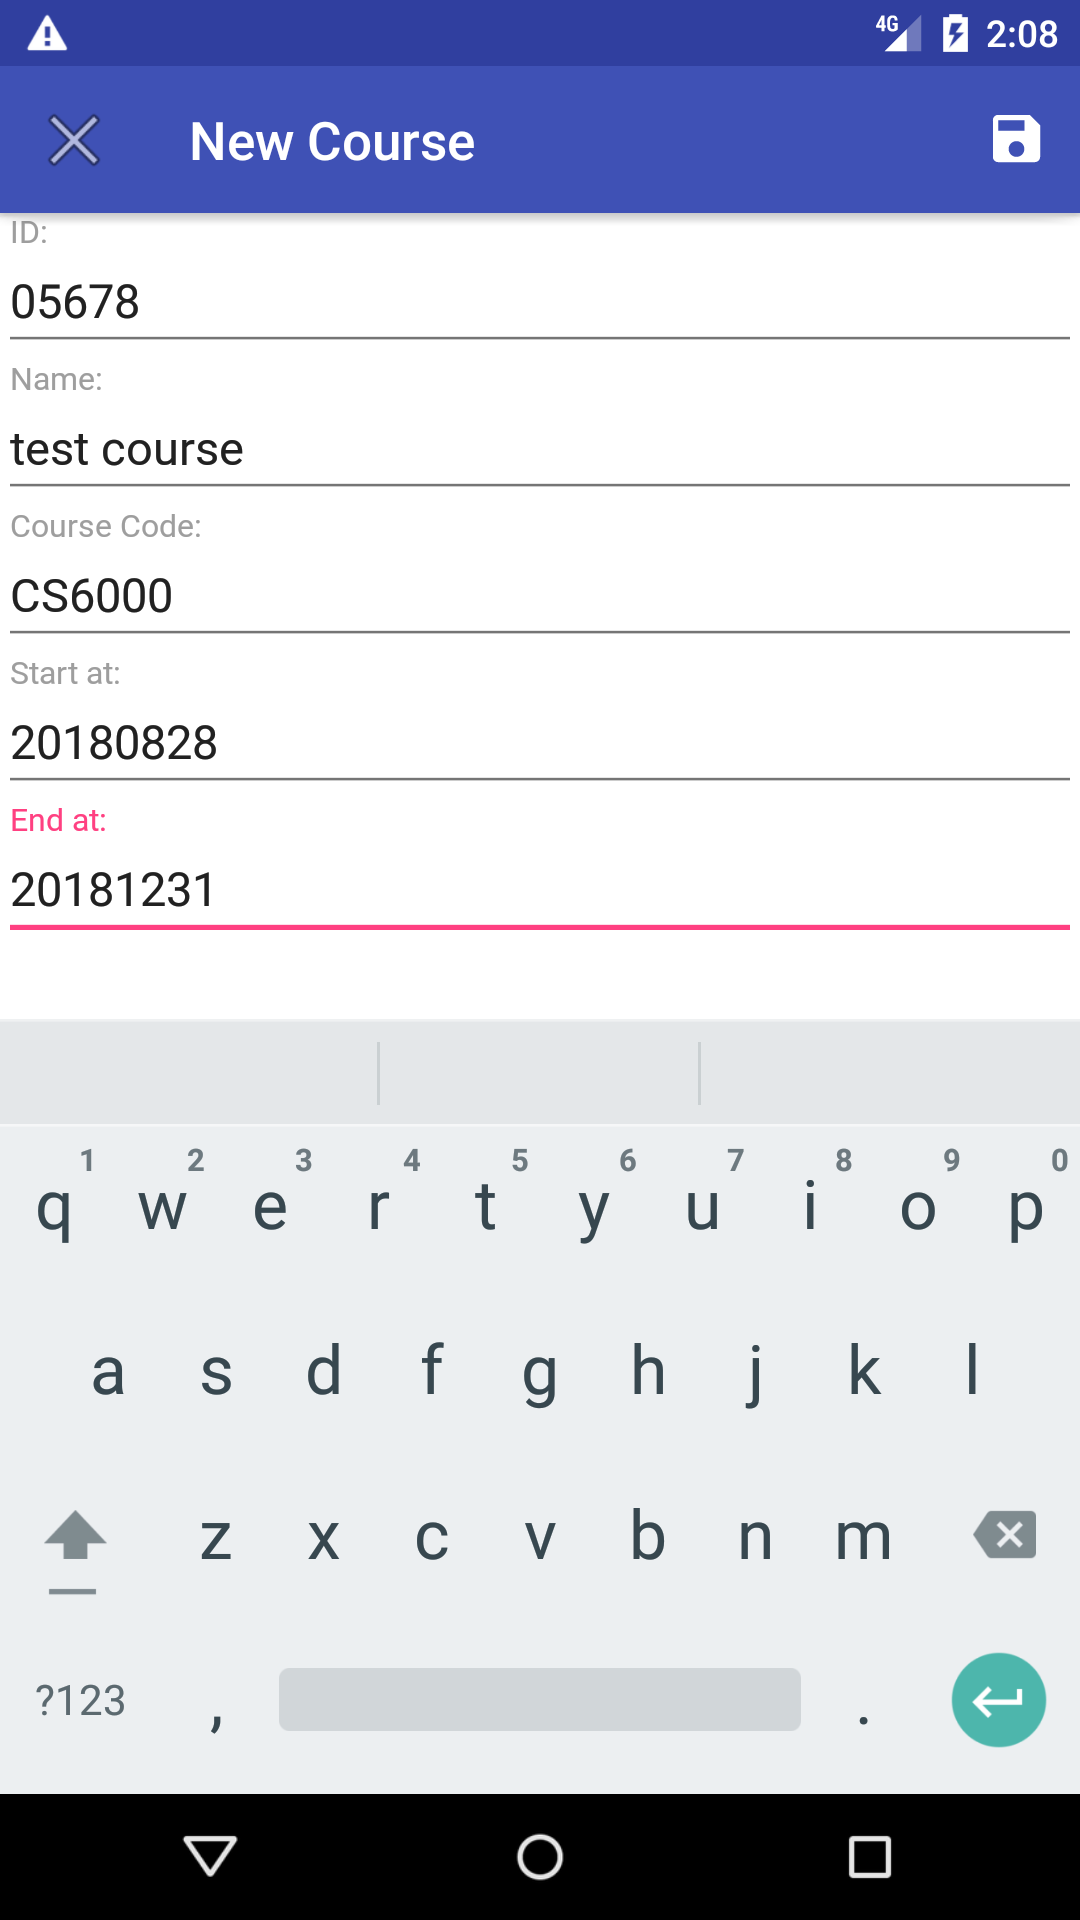 4G 2:08
New Course
ID:
05678
Name:
test course
Course Code:
CS6000
Start at:
20180828
End at:
20181231
1 2 3 4 5 6 7 8 9 0
q w e r t y u i o p
a s d f g h j k l
z x c v b n m
?123 , .